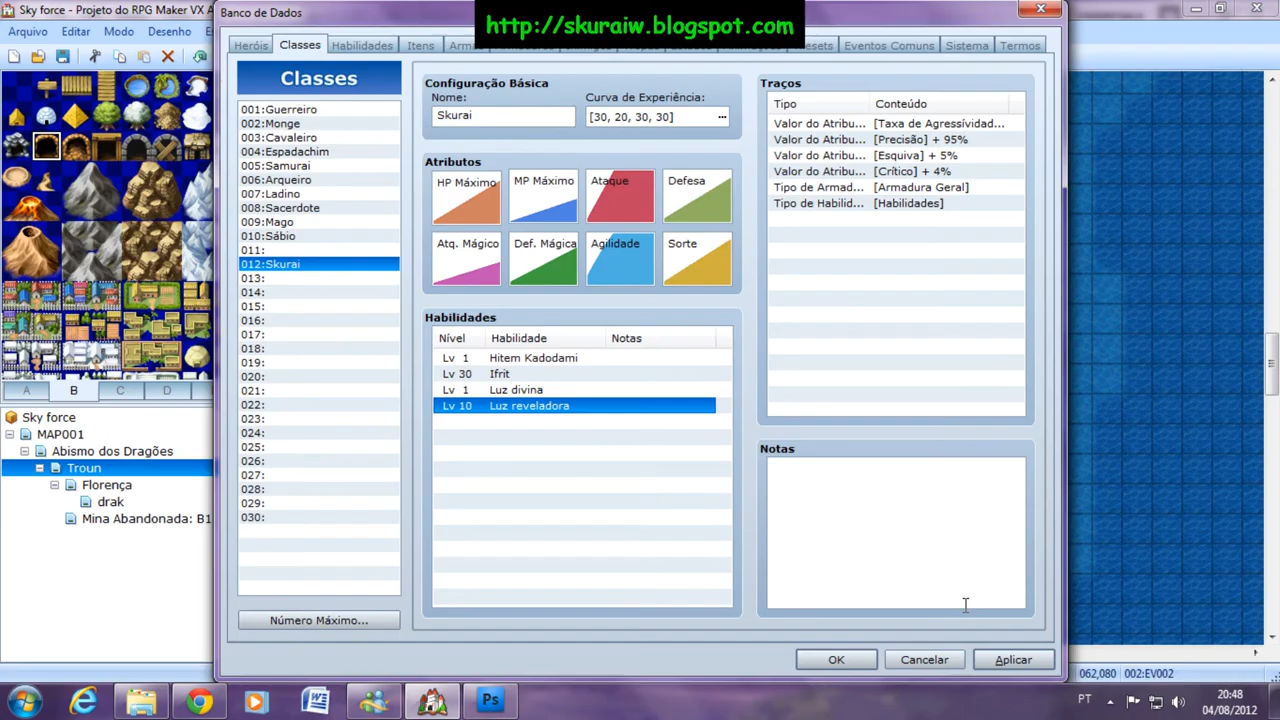 Sky force - Projeto do RPG Maker VX A
Banco de Dados
http://skuraiw.blogspot.com
Arquivo Editar Modo Desenho
Heróis Classes Habilidades Itens Eventos Comuns Sistema Termos
Classes
001:Guerreiro
002:Monge
003:Cavaleiro
004:Espadachim
005:Samurai
006:Arqueiro
007:Ladino
008:Sacerdote
009:Mago
010:Sábio
011:
012:Skurai
013:
014:
015:
016:
017:
018:
019:
020:
021:
022:
023:
024:
025:
026:
027:
028:
029:
030:
Número Máximo...
Configuração Básica
Nome: Curva de Experiência:
Skurai [30, 20, 30, 30] ...
Atributos
HP Máximo MP Máximo Ataque Defesa
Atq. Mágico Def. Mágica Agilidade Sorte
Habilidades
Nível Habilidade Notas
Lv 1 Hitem Kadodami
Lv 30 Ifrit
Lv 1 Luz divina
Lv 10 Luz reveladora
Traços
Tipo Conteúdo
Valor do Atribu... [Taxa de Agressívidad...
Valor do Atribu... [Precisão] + 95%
Valor do Atribu... [Esquiva] + 5%
Valor do Atribu... [Crítico] + 4%
Tipo de Armad... [Armadura Geral]
Tipo de Habilid... [Habilidades]
Notas
OK Cancelar Aplicar
A B C D
Sky force
MAP001
Abismo dos Dragões
Troun
Florença
drak
Mina Abandonada: B1
062,080 002:EV002
Ps
PT
20:48
04/08/2012